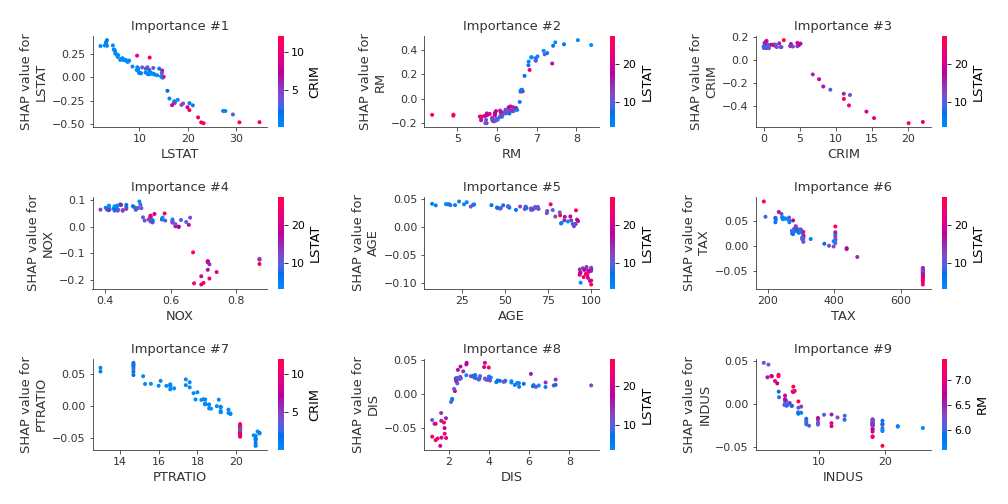 Importance #1
SHAP value for
LSTAT
0.25
0.00
−0.25
−0.50
10
20
30
LSTAT
10
5
CRIM
Importance #2
SHAP value for
RM
0.4
0.2
0.0
−0.2
5
6
7
8
RM
20
10
LSTAT
Importance #3
SHAP value for
CRIM
0.2
0.0
−0.2
−0.4
0
5
10
15
20
CRIM
20
10
LSTAT
Importance #4
SHAP value for
NOX
0.1
0.0
−0.1
−0.2
0.4
0.6
0.8
NOX
20
10
LSTAT
Importance #5
SHAP value for
AGE
0.05
0.00
−0.05
−0.10
25
50
75
100
AGE
20
10
LSTAT
Importance #6
SHAP value for
TAX
0.05
0.00
−0.05
200
400
600
TAX
20
10
LSTAT
Importance #7
SHAP value for
PTRATIO
0.05
0.00
−0.05
14
16
18
20
PTRATIO
10
5
CRIM
Importance #8
SHAP value for
DIS
0.05
0.00
−0.05
2
4
6
8
DIS
20
10
LSTAT
Importance #9
SHAP value for
INDUS
0.05
0.00
−0.05
10
20
INDUS
7.0
6.5
6.0
RM